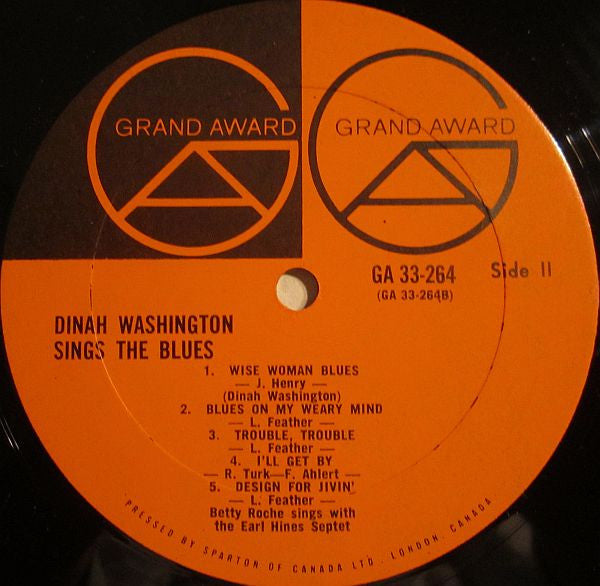 GRAND AWARD
GRAND AWARD
GA 33-264 Side II
(GA 33-264B)
DINAH WASHINGTON
SINGS THE BLUES
1. WISE WOMAN BLUES
— J. Henry —
(Dinah Washington)
2. BLUES ON MY WEARY MIND
— L. Feather —
3. TROUBLE, TROUBLE
— L. Feather —
4. I'LL GET BY
— R. Turk—F. Ahlert —
5. DESIGN FOR JIVIN'
— L. Feather —
Betty Roche sings with
the Earl Hines Septet
PRESSED BY SPARTON OF CANADA LTD., LONDON, CANADA